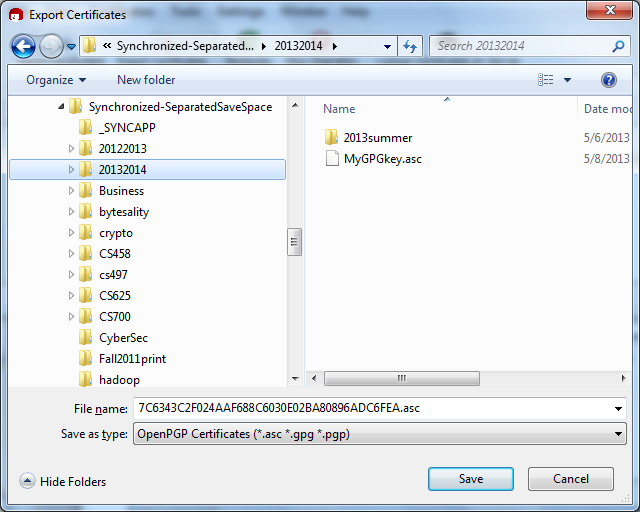 Export Certificates
« Synchronized-Separated... ▸ 20132014 ▸
Search 20132014
Organize ▾ New folder
Synchronized-SeparatedSaveSpace
_SYNCAPP
20122013
20132014
Business
bytesality
crypto
CS458
cs497
CS625
CS700
CyberSec
Fall2011print
hadoop
Name Date mod
2013summer 5/6/2013
MyGPGkey.asc 5/8/2013
File name: 7C6343C2F024AAF688C6030E02BA80896ADC6FEA.asc
Save as type: OpenPGP Certificates (*.asc *.gpg *.pgp)
Hide Folders
Save Cancel